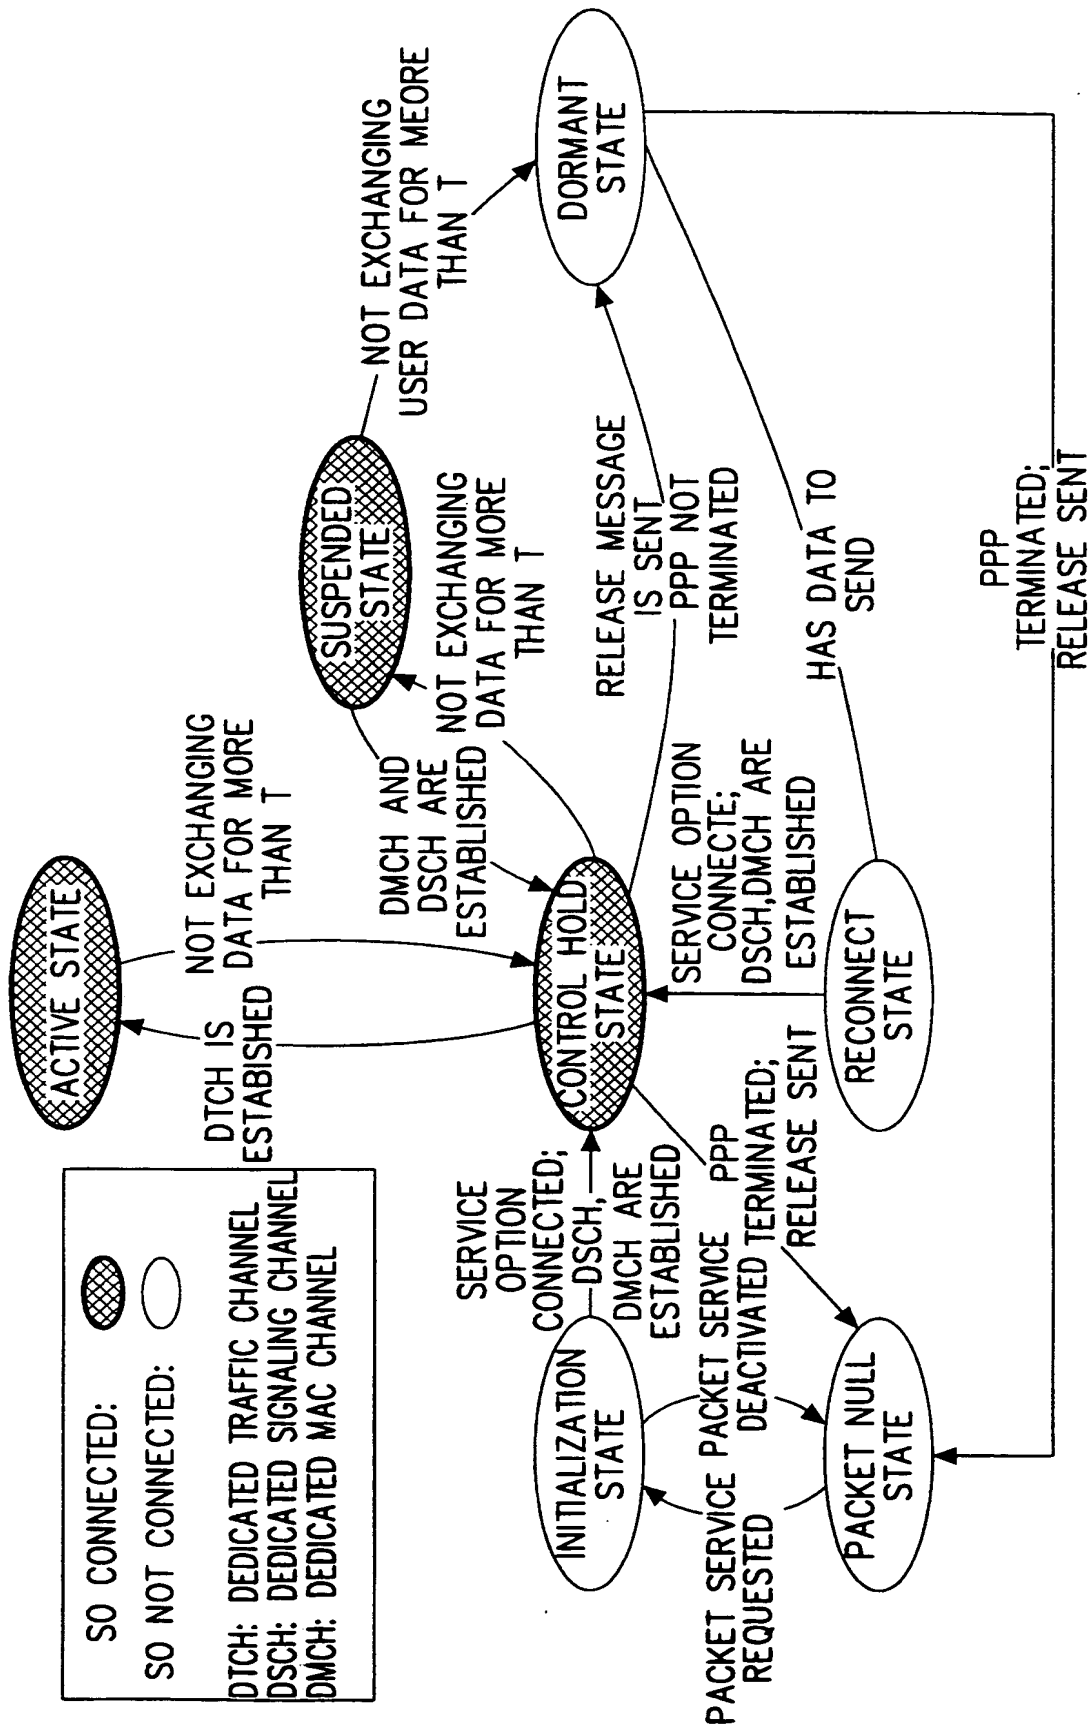 SO CONNECTED:
SO NOT CONNECTED:
DTCH: DEDICATED TRAFFIC CHANNEL
DSCH: DEDICATED SIGNALING CHANNEL
DMCH: DEDICATED MAC CHANNEL
ACTIVE STATE
DTCH IS
ESTABISHED
NOT EXCHANGING
DATA FOR MORE
THAN T
SUSPENDED
STATE
NOT EXCHANGING
USER DATA FOR MEORE
THAN T
DMCH AND
DSCH ARE
ESTABLISHED
NOT EXCHANGING
DATA FOR MORE
THAN T
SERVICE
OPTION
CONNECTED;
DSCH,
DMCH ARE
ESTABLISHED
INITIALIZATION
STATE
CONTROL HOLD
STATE
DORMANT
STATE
RELEASE MESSAGE
IS SENT
PPP NOT
TERMINATED
SERVICE OPTION
CONNECTE;
DSCH,DMCH ARE
ESTABLISHED
PACKET SERVICE
REQUESTED
PACKET SERVICE
DEACTIVATED
PPP
TERMINATED;
RELEASE SENT
HAS DATA TO
SEND
PACKET NULL
STATE
RECONNECT
STATE
PPP
TERMINATED;
RELEASE SENT